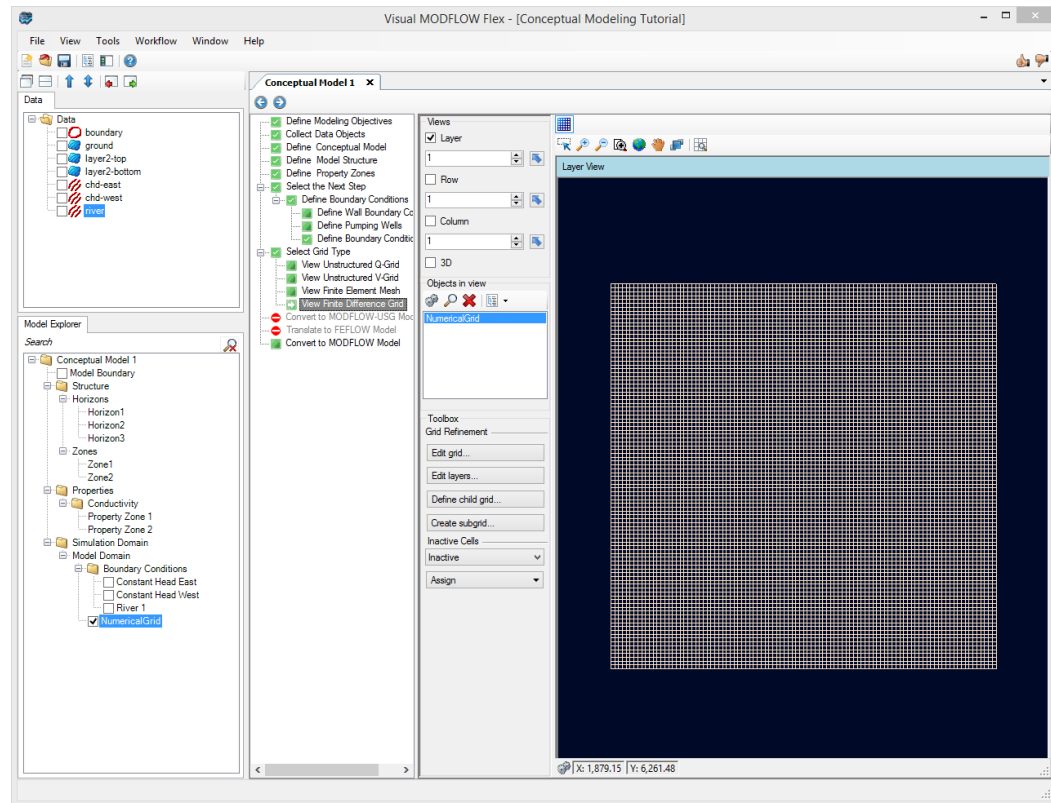 Visual MODFLOW Flex - [Conceptual Modeling Tutorial]
File View Tools Workflow Window Help
Data
Data
boundary
ground
layer2-top
layer2-bottom
chd-east
chd-west
river
Model Explorer
Search
Conceptual Model 1
Model Boundary
Structure
Horizons
Horizon1
Horizon2
Horizon3
Zones
Zone1
Zone2
Properties
Conductivity
Property Zone 1
Property Zone 2
Simulation Domain
Model Domain
Boundary Conditions
Constant Head East
Constant Head West
River 1
NumericalGrid
Conceptual Model 1
Define Modeling Objectives
Collect Data Objects
Define Conceptual Model
Define Model Structure
Define Property Zones
Select the Next Step
Define Boundary Conditions
Define Wall Boundary Co
Define Pumping Wells
Define Boundary Conditic
Select Grid Type
View Unstructured Q-Grid
View Unstructured V-Grid
View Finite Element Mesh
View Finite Difference Grid
Convert to MODFLOW-USG Moc
Translate to FEFLOW Model
Convert to MODFLOW Model
Views
Layer
1
Row
1
Column
1
3D
Objects in view
NumericalGrid
Toolbox
Grid Refinement
Edit grid...
Edit layers...
Define child grid...
Create subgrid...
Inactive Cells
Inactive
Assign
Layer View
X: 1,879.15 Y: 6,261.48